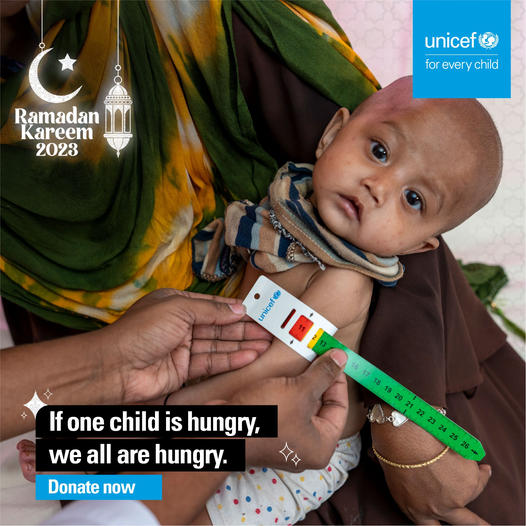 unicef
for every child
Ramadan
Kareem
2023
unicef
11
13
16 17 18 19 20 21 22 23 24 25 26
If one child is hungry,
we all are hungry.
Donate now